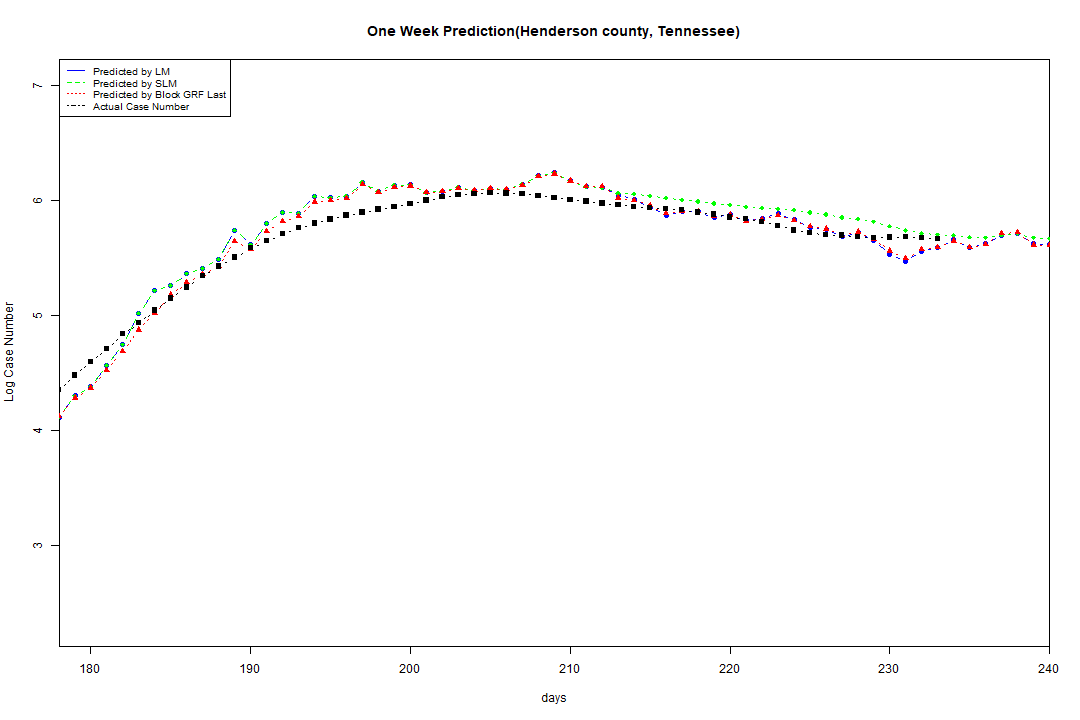 One Week Prediction(Henderson county, Tennessee)
Predicted by LM
Predicted by SLM
Predicted by Block GRF Last
Actual Case Number
7
6
5
4
3
Log Case Number
180 190 200 210 220 230 240
days